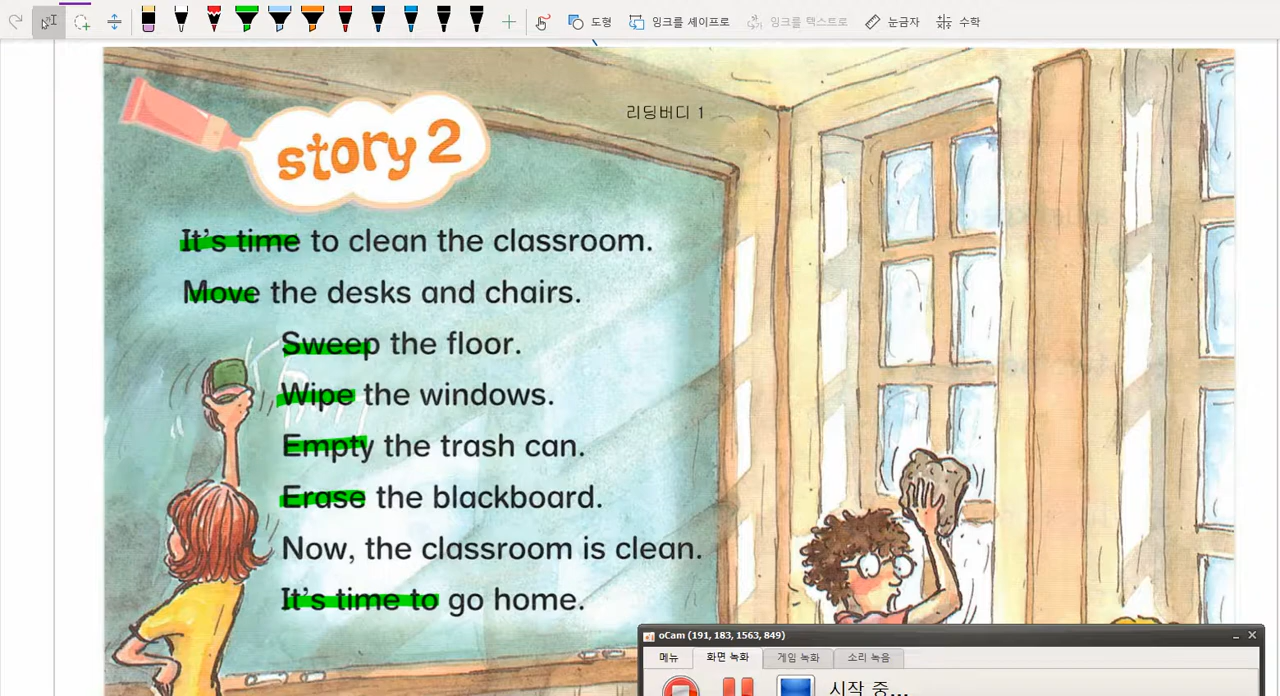 도형
잉크를 셰이프로
잉크를 텍스트로
눈금자
수학
리딩버디 1
story 2
It's time to clean the classroom.
Move the desks and chairs.
Sweep the floor.
Wipe the windows.
Empty the trash can.
Erase the blackboard.
Now, the classroom is clean.
It's time to go home.
oCam (191, 183, 1563, 849)
메뉴
화면 녹화
게임 녹화
소리 녹음
시작 중...